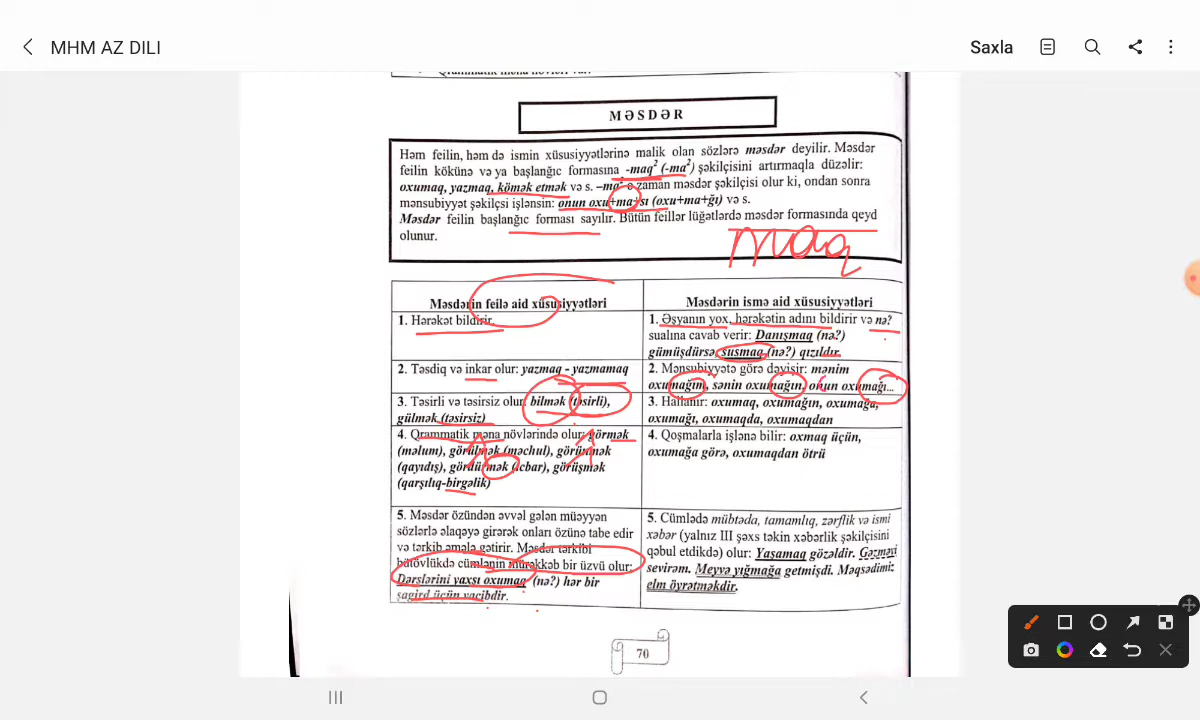 MHM AZ DILI
Saxla
Qrammatik məna növləri var.
MƏSDƏR
Həm feilin, həm də ismin xüsusiyyətlərinə malik olan sözlərə məsdər deyilir. Məsdər
feilin kökünə və ya başlanğıc formasına -maq² (-ma²) şəkilçisini artırmaqla düzəlir:
oxumaq, yazmaq, kömək etmək və s. –ma² o zaman məsdər şəkilçisi olur ki, ondan sonra
mənsubiyyət şəkilçisi işlənsin: onun oxu+ma+sı (oxu+ma+ğı) və s.
Məsdər feilin başlanğıc forması sayılır. Bütün feillər lüğətlərdə məsdər formasında qeyd
olunur.
maq
Məsdərin feilə aid xüsusiyyətləri
1. Hərəkət bildirir.
2. Təsdiq və inkar olur: yazmaq - yazmamaq
3. Təsirli və təsirsiz olur: bilmək (təsirli),
gülmək (təsirsiz)
4. Qrammatik məna növlərində olur: görmək
(məlum), görülmək (məchul), görünmək
(qayıdış), gördürmək (icbar), görüşmək
(qarşılıq-birgəlik)
5. Məsdər özündən əvvəl gələn müəyyən
sözlərlə əlaqəyə girərək onları özünə tabe edir
və tərkib əmələ gətirir. Məsdər tərkibi
bütövlükdə cümlənin mürəkkəb bir üzvü olur:
Dərslərini yaxşı oxumaq (nə?) hər bir
şagird üçün vacibdir.
Məsdərin ismə aid xüsusiyyətləri
1. Əşyanın yox, hərəkətin adını bildirir və nə?
sualına cavab verir: Danışmaq (nə?)
gümüşdürsə, susmaq (nə?) qızıldır.
2. Mənsubiyyətə görə dəyişir: mənim
oxumağım, sənin oxumağın, onun oxumağı...
3. Hallanır: oxumaq, oxumağın, oxumağa,
oxumağı, oxumaqda, oxumaqdan
4. Qoşmalarla işlənə bilir: oxmaq üçün,
oxumağa görə, oxumaqdan ötrü
5. Cümlədə mübtəda, tamamlıq, zərflik və ismi
xəbər (yalnız III şəxs təkin xəbərlik şəkilçisini
qəbul etdikdə) olur: Yaşamaq gözəldir. Gəzməyi
sevirəm. Meyvə yığmağa getmişdi. Məqsədimiz
elm öyrətməkdir.
70